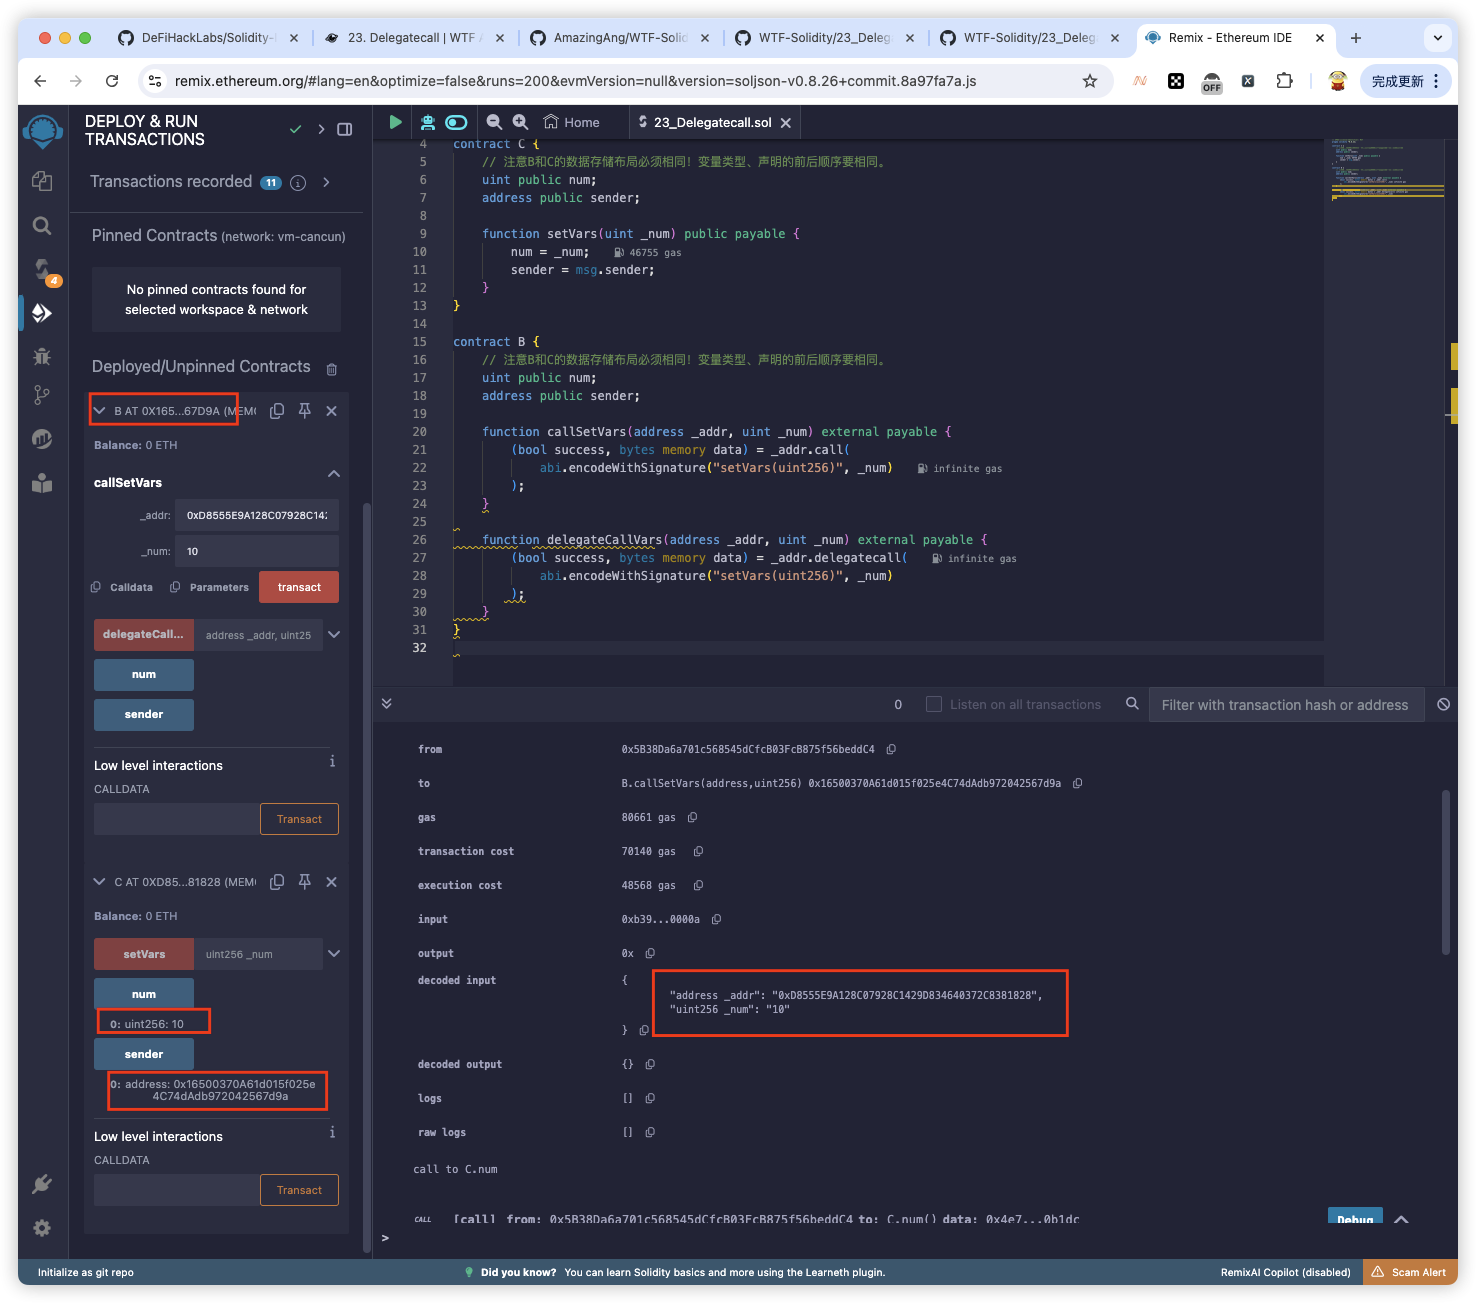 DeFiHackLabs/Solidity-
23. Delegatecall | WTF
AmazingAng/WTF-Solid
WTF-Solidity/23_Deleg
WTF-Solidity/23_Deleg
Remix - Ethereum IDE
remix.ethereum.org/#lang=en&optimize=false&runs=200&evmVersion=null&version=soljson-v0.8.26+commit.8a97fa7a.js
OFF
完成更新
DEPLOY & RUN
TRANSACTIONS
Transactions recorded 11 i
Pinned Contracts (network: vm-cancun)
No pinned contracts found for
selected workspace & network
4
Deployed/Unpinned Contracts
B AT 0X165...67D9A (MEMO
Balance: 0 ETH
callSetVars
_addr: 0xD8555E9A128C07928C142
_num: 10
Calldata Parameters transact
delegateCall... address _addr, uint25
num
sender
Low level interactions i
CALLDATA
Transact
C AT 0XD85...81828 (MEMO
Balance: 0 ETH
setVars uint256 _num
num
0: uint256: 10
sender
0: address: 0x16500370A61d015f025e
4C74dAdb972042567d9a
Low level interactions i
CALLDATA
Transact
Home
23_Delegatecall.sol
4 contract C {
5 // 注意B和C的数据存储布局必须相同！变量类型、声明的前后顺序要相同。
6 uint public num;
7 address public sender;
8
9 function setVars(uint _num) public payable {
10 num = _num; 46755 gas
11 sender = msg.sender;
12 }
13 }
14
15 contract B {
16 // 注意B和C的数据存储布局必须相同！变量类型、声明的前后顺序要相同。
17 uint public num;
18 address public sender;
19
20 function callSetVars(address _addr, uint _num) external payable {
21 (bool success, bytes memory data) = _addr.call(
22 abi.encodeWithSignature("setVars(uint256)", _num) infinite gas
23 );
24 }
25
26 function delegateCallVars(address _addr, uint _num) external payable {
27 (bool success, bytes memory data) = _addr.delegatecall( infinite gas
28 abi.encodeWithSignature("setVars(uint256)", _num)
29 );
30 }
31 }
32
0 Listen on all transactions Filter with transaction hash or address
from 0x5B38Da6a701c568545dCfcB03FcB875f56beddC4
to B.callSetVars(address,uint256) 0x16500370A61d015f025e4C74dAdb972042567d9a
gas 80661 gas
transaction cost 70140 gas
execution cost 48568 gas
input 0xb39...0000a
output 0x
decoded input {
"address _addr": "0xD8555E9A128C07928C1429D834640372C8381828",
"uint256 _num": "10"
}
decoded output {}
logs []
raw logs []
call to C.num
CALL [call] from: 0x5B38Da6a701c568545dCfcB03FcB875f56beddC4 to: C.num() data: 0x4e7...0b1dc
Debug
>
Initialize as git repo
Did you know? You can learn Solidity basics and more using the Learneth plugin.
RemixAI Copilot (disabled)
Scam Alert